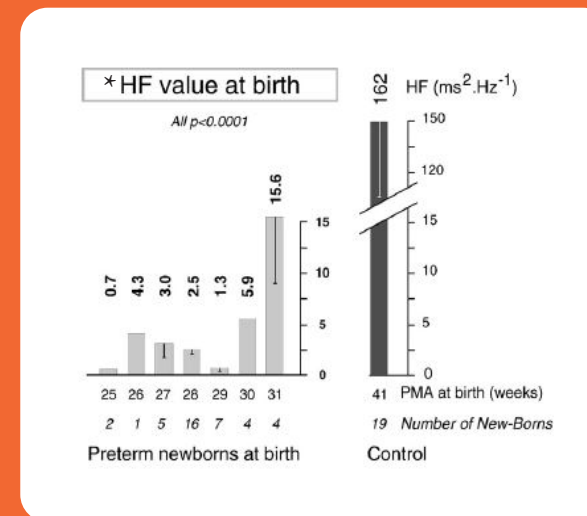 *HF value at birth
All p<0.0001
162
HF (ms².Hz⁻¹)
150
120
15
10
5
0
15.6
15
10
5
0
0.7
4.3
3.0
2.5
1.3
5.9
25 26 27 28 29 30 31
41 PMA at birth (weeks)
2 1 5 16 7 4 4
19 Number of New-Borns
Preterm newborns at birth
Control